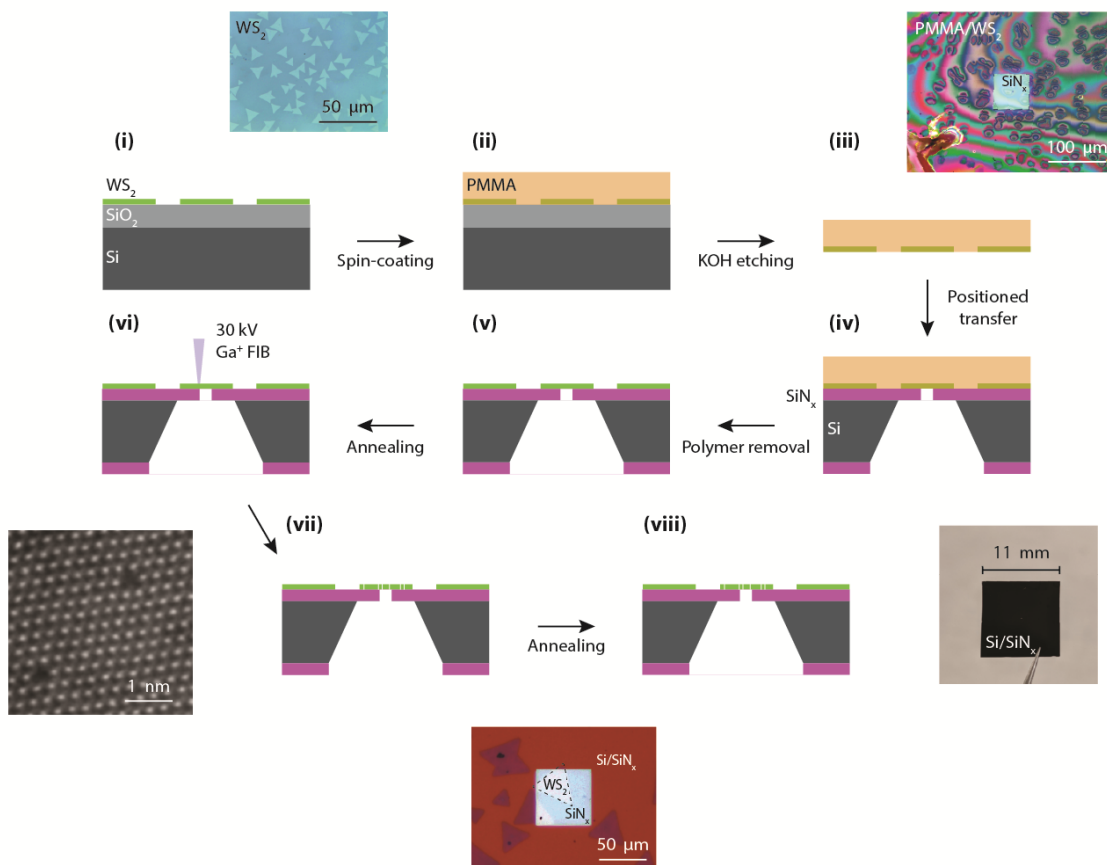 WS₂
50 µm
PMMA/WS₂
SiNₓ
100 µm
(i)
(ii)
(iii)
WS₂
SiO₂
Si
Spin-coating
PMMA
KOH etching
Positioned
transfer
(vi)
30 kV
Ga⁺ FIB
(v)
(iv)
Annealing
Polymer removal
SiNₓ
Si
(vii)
(viii)
Annealing
1 nm
11 mm
Si/SiNₓ
Si/SiNₓ
WS₂
SiNₓ
50 µm